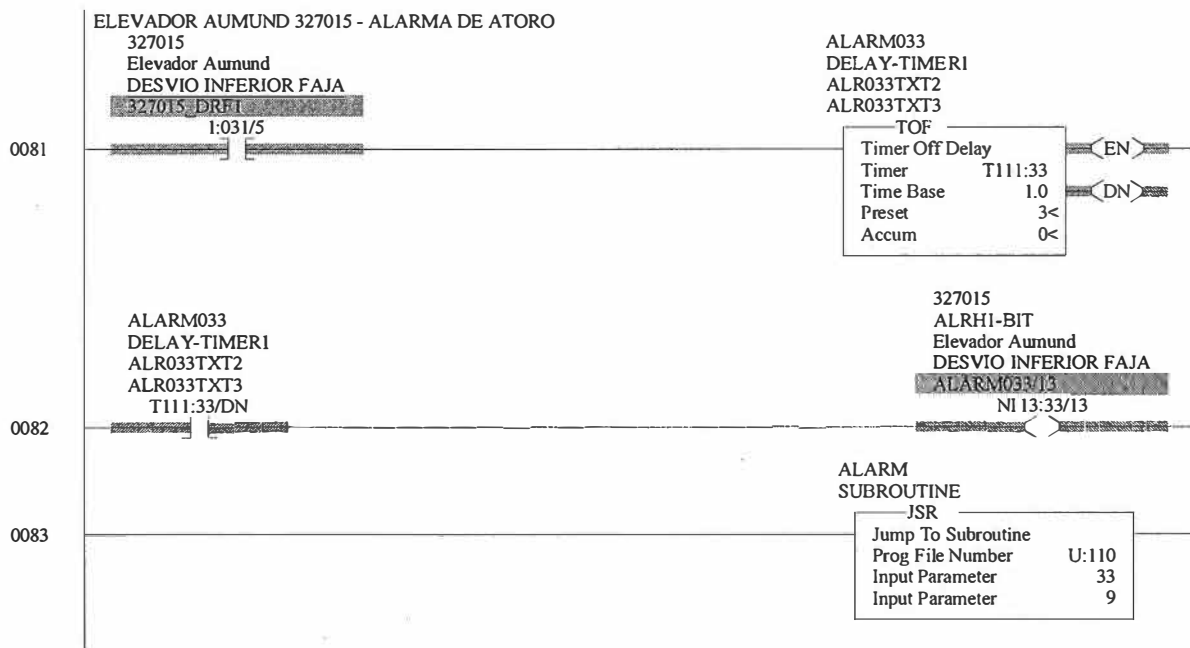 ELEVADOR AUMUND 327015 - ALARMA DE ATORO
327015
Elevador Aumund
DESVIO INFERIOR FAJA
327015_DRF1
I:031/5
0081
ALARM033
DELAY-TIMER1
ALR033TXT2
ALR033TXT3
TOF
Timer Off Delay
Timer T111:33
Time Base 1.0
Preset 3<
Accum 0<
EN
DN
ALARM033
DELAY-TIMER1
ALR033TXT2
ALR033TXT3
T111:33/DN
0082
327015
ALRH1-BIT
Elevador Aumund
DESVIO INFERIOR FAJA
ALARM033/13
N113:33/13
ALARM
SUBROUTINE
0083
JSR
Jump To Subroutine
Prog File Number U:110
Input Parameter 33
Input Parameter 9